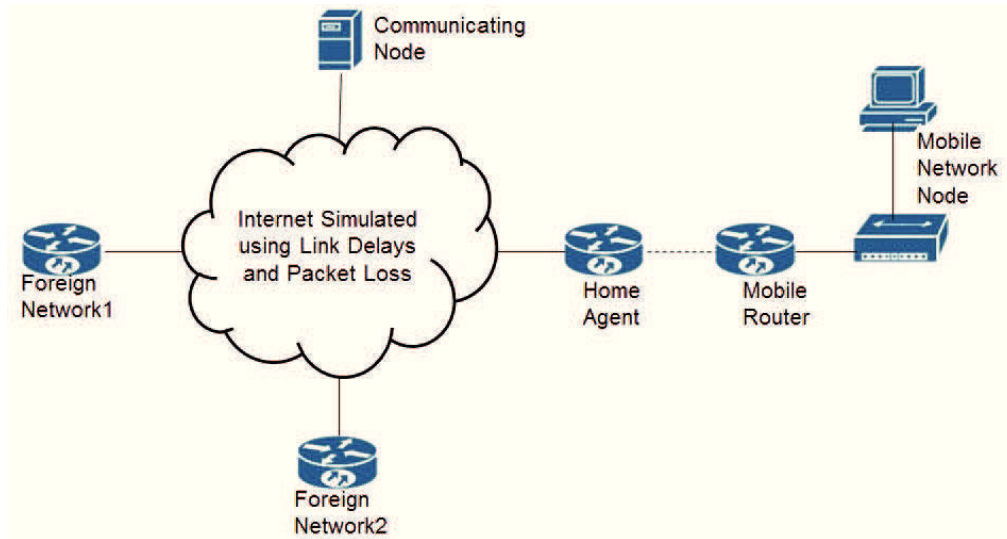 Communicating
Node
Mobile
Network
Node
Internet Simulated
using Link Delays
and Packet Loss
Foreign
Network1
Home
Agent
Mobile
Router
Foreign
Network2